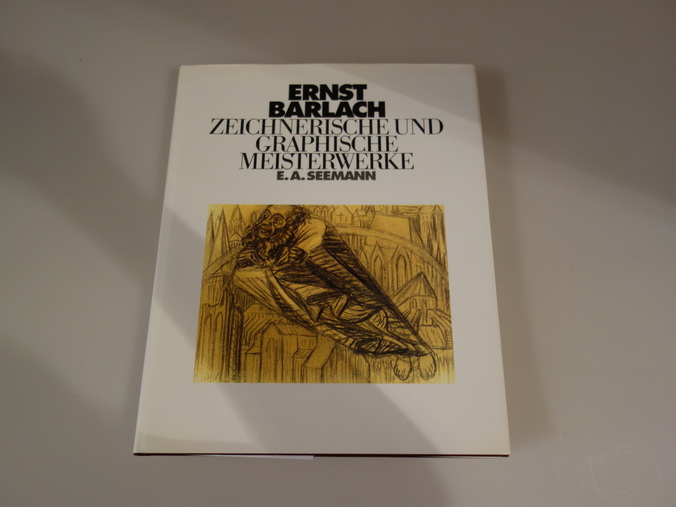 ERNST
BARLACH
ZEICHNERISCHE UND
GRAPHISCHE
MEISTERWERKE
E. A. SEEMANN